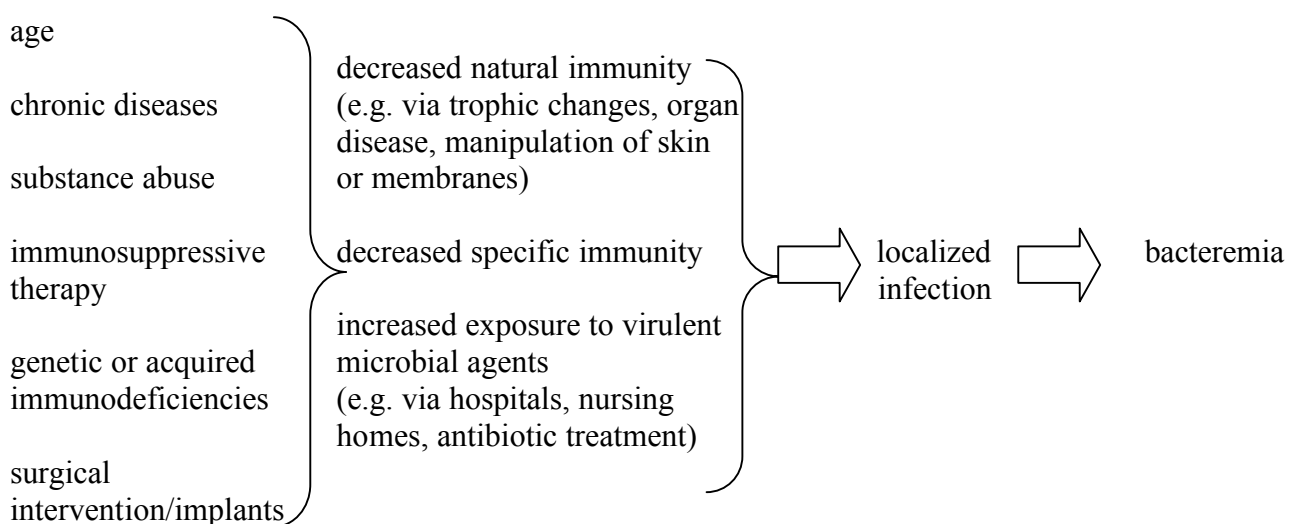 age
chronic diseases
substance abuse
immunosuppressive
therapy
genetic or acquired
immunodeficiencies
surgical
intervention/implants
decreased natural immunity
(e.g. via trophic changes, organ
disease, manipulation of skin
or membranes)
decreased specific immunity
increased exposure to virulent
microbial agents
(e.g. via hospitals, nursing
homes, antibiotic treatment)
localized
infection
bacteremia